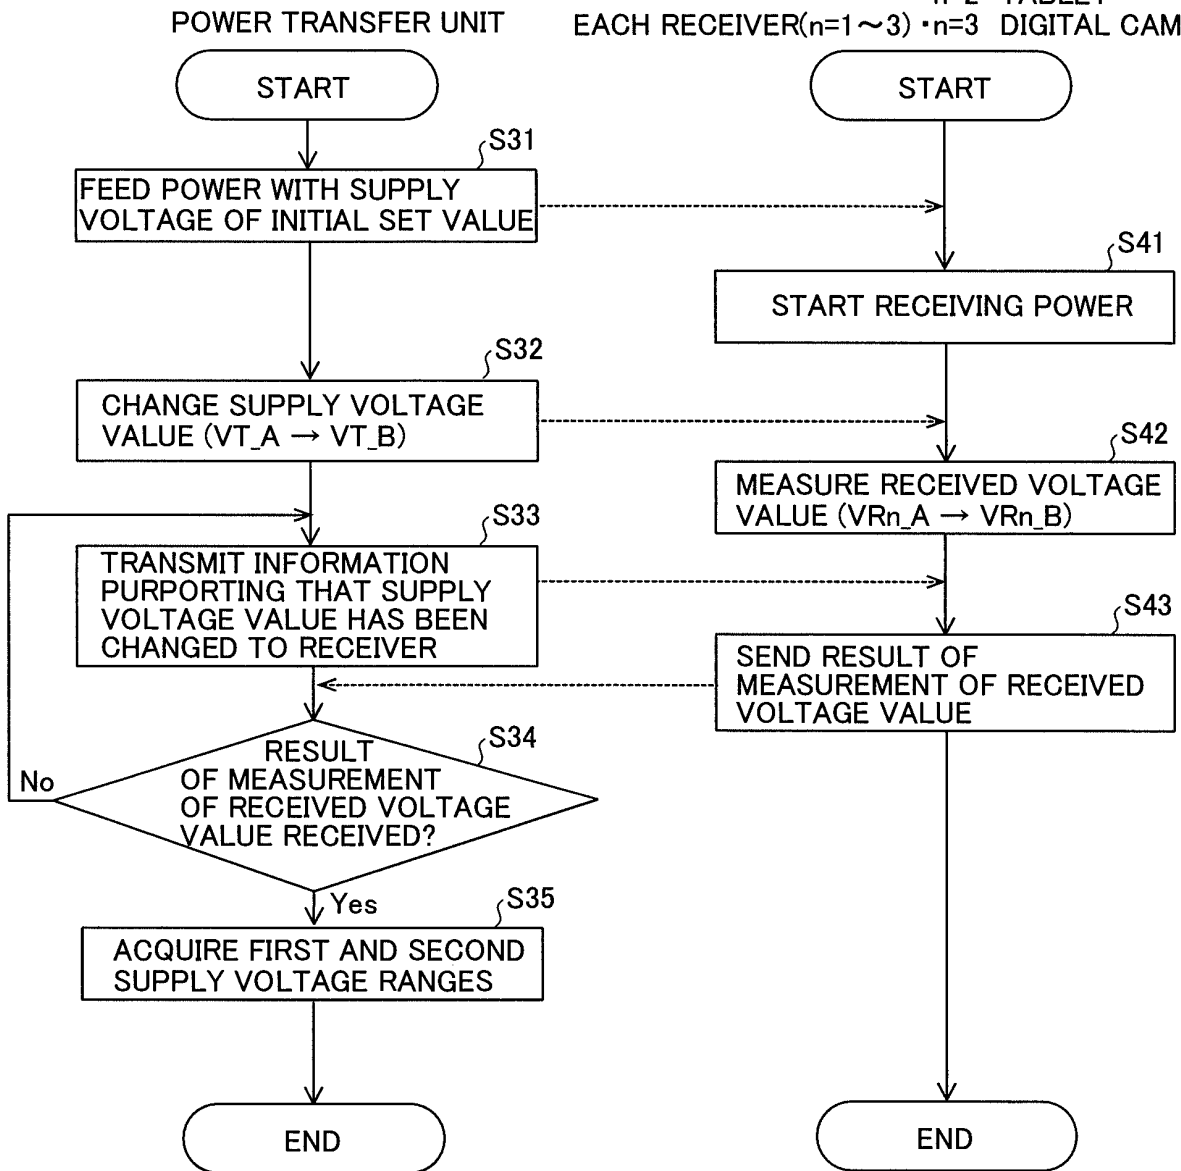 POWER TRANSFER UNIT
EACH RECEIVER(n=1~3) ・n=3 DIGITAL CAM
START
START
S31
FEED POWER WITH SUPPLY
VOLTAGE OF INITIAL SET VALUE
S41
START RECEIVING POWER
S32
CHANGE SUPPLY VOLTAGE
VALUE (VT_A → VT_B)
S42
MEASURE RECEIVED VOLTAGE
VALUE (VRn_A → VRn_B)
S33
TRANSMIT INFORMATION
PURPORTING THAT SUPPLY
VOLTAGE VALUE HAS BEEN
CHANGED TO RECEIVER
S43
SEND RESULT OF
MEASUREMENT OF RECEIVED
VOLTAGE VALUE
S34
RESULT
OF MEASUREMENT
OF RECEIVED VOLTAGE
VALUE RECEIVED?
No
Yes
S35
ACQUIRE FIRST AND SECOND
SUPPLY VOLTAGE RANGES
END
END